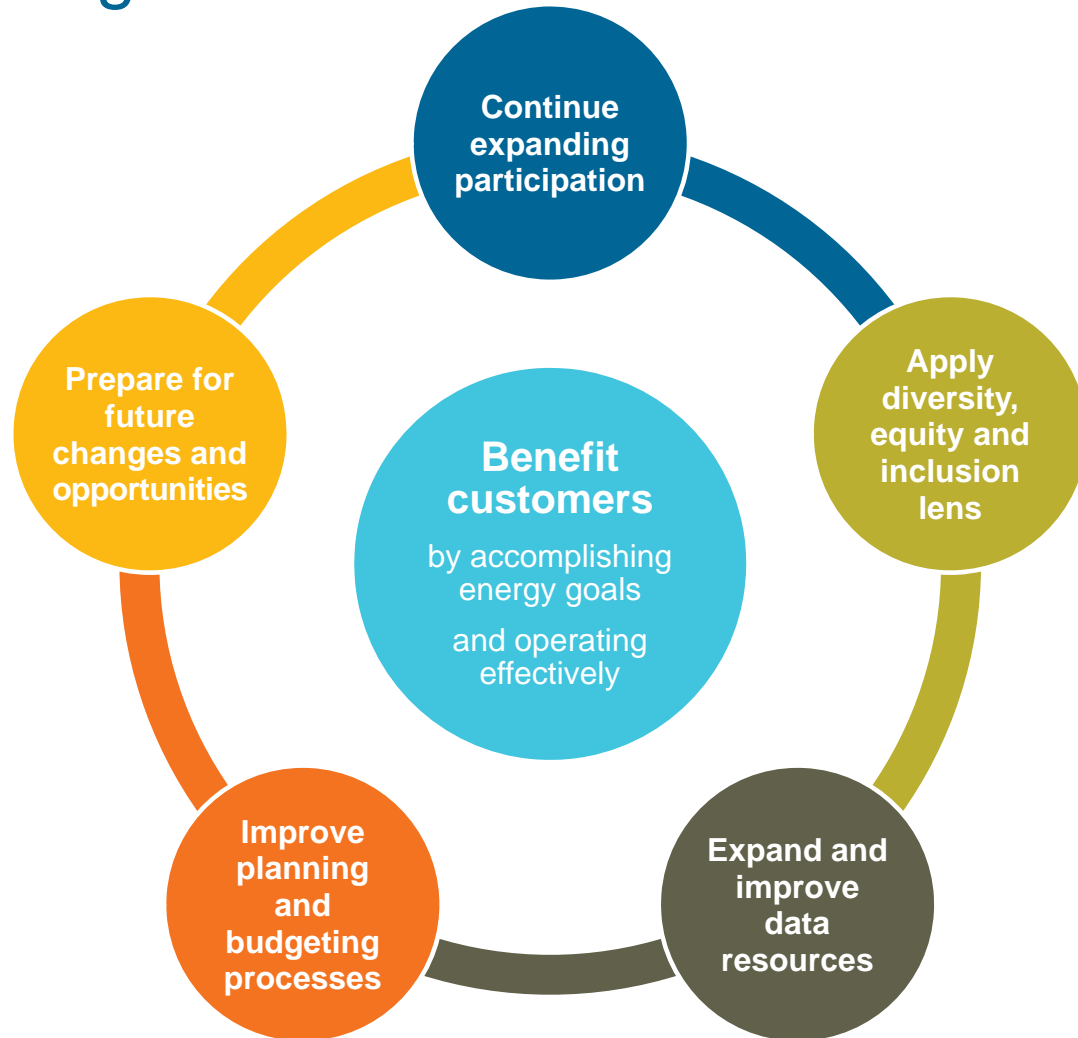 Continue
expanding
participation
Apply
diversity,
equity and
inclusion
lens
Expand and
improve
data
resources
Improve
planning
and
budgeting
processes
Prepare for
future
changes and
opportunities
Benefit
customers
by accomplishing
energy goals
and operating
effectively